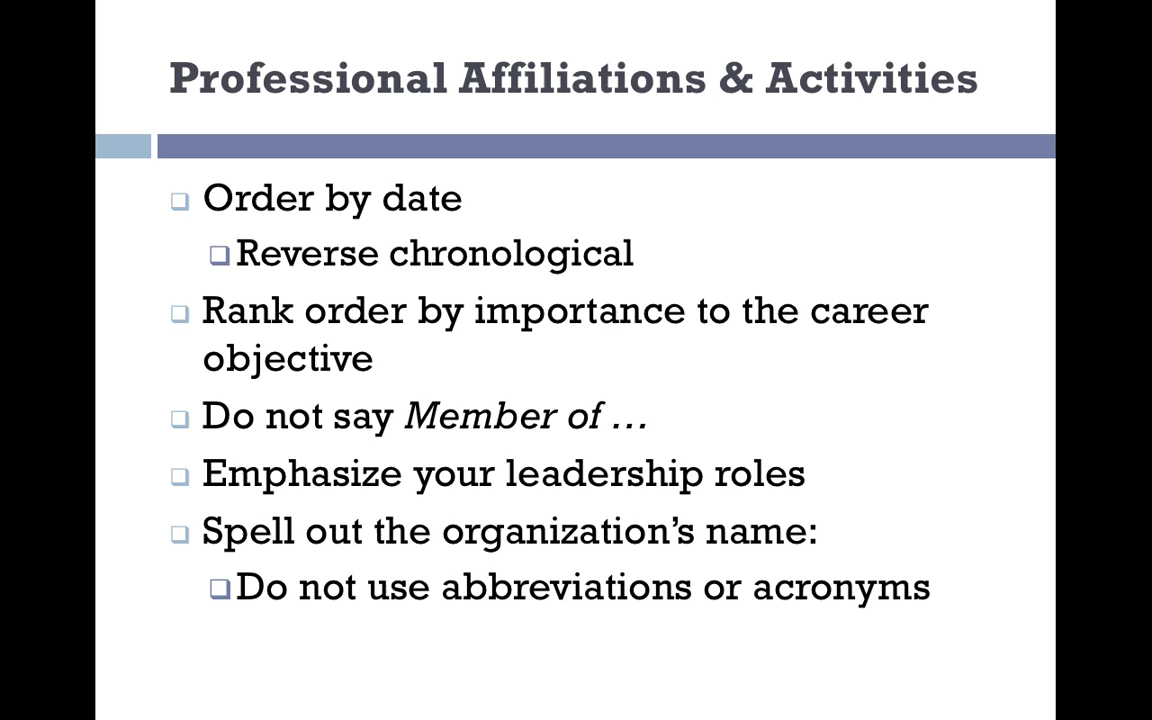 Professional Affiliations & Activities
Order by date
Reverse chronological
Rank order by importance to the career
objective
Do not say Member of …
Emphasize your leadership roles
Spell out the organization’s name:
Do not use abbreviations or acronyms